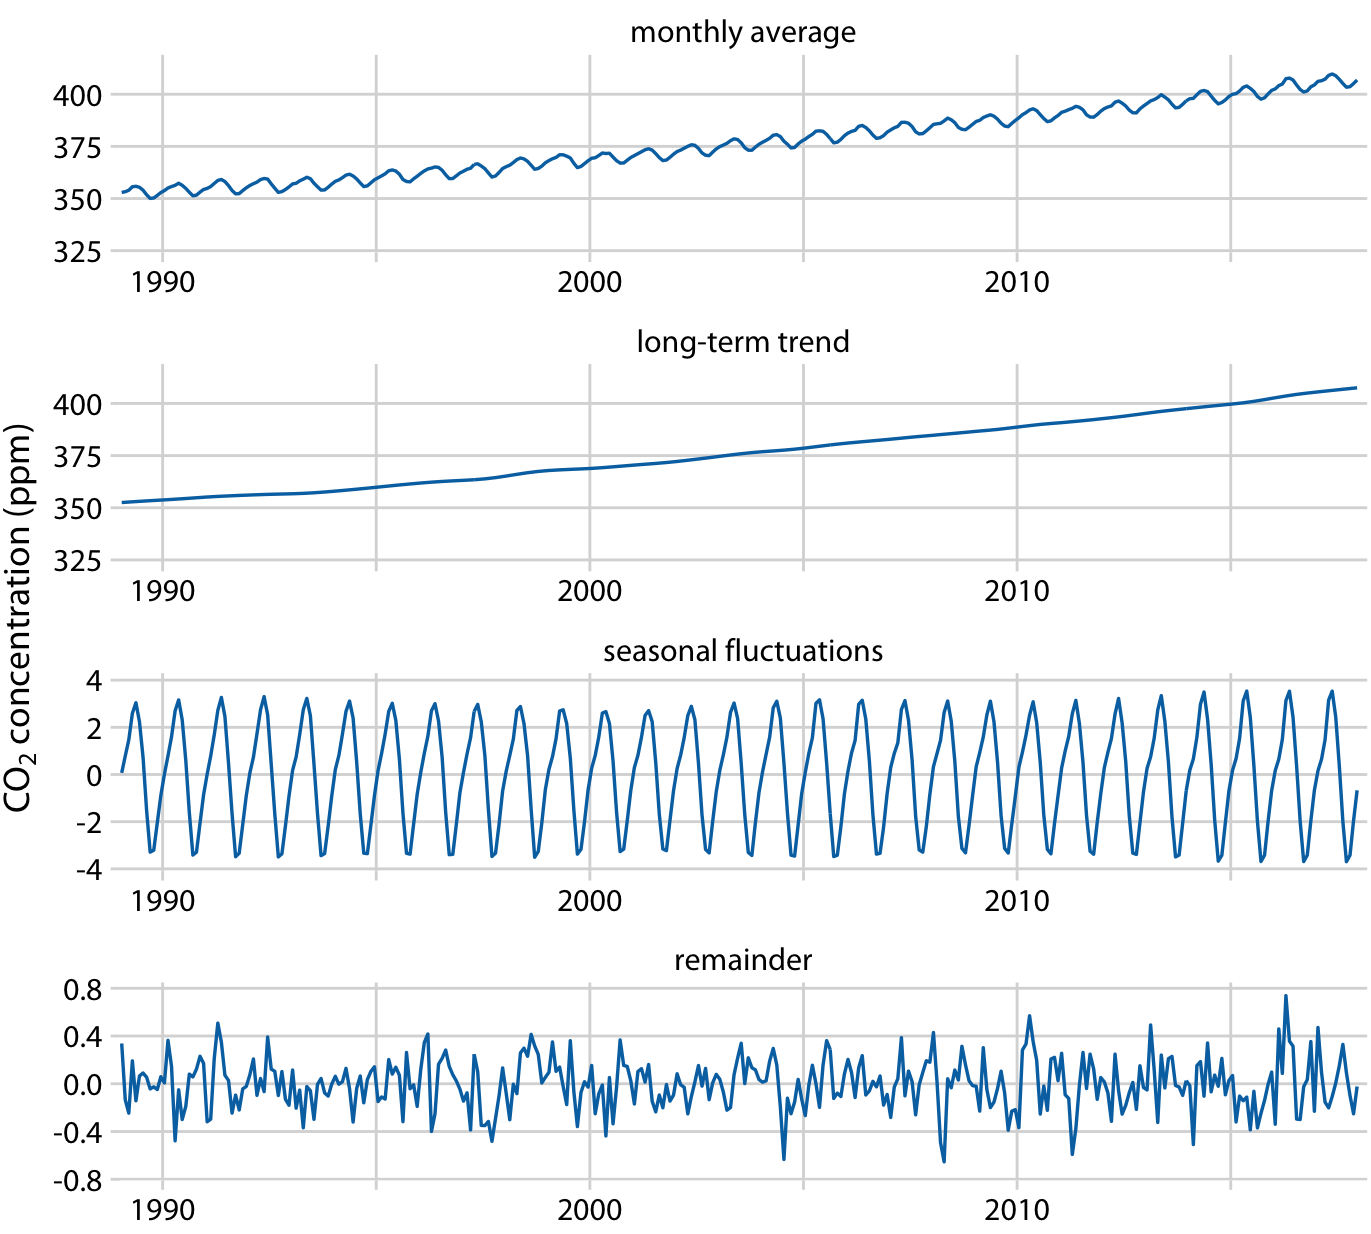 monthly average
400
375
350
325
1990 2000 2010
long-term trend
400
375
350
325
1990 2000 2010
CO₂ concentration (ppm)
seasonal fluctuations
4
2
0
-2
-4
1990 2000 2010
remainder
0.8
0.4
0.0
-0.4
-0.8
1990 2000 2010